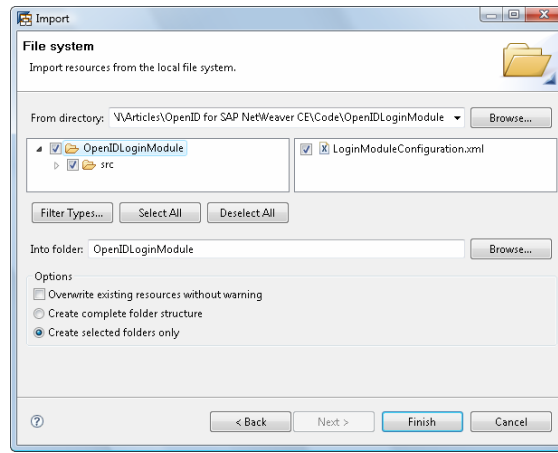 Import
File system
Import resources from the local file system.
From directory: \I\Articles\OpenID for SAP NetWeaver CE\Code\OpenIDLoginModule Browse...
OpenIDLoginModule
src
LoginModuleConfiguration.xml
Filter Types... Select All Deselect All
Into folder: OpenIDLoginModule Browse...
Options
Overwrite existing resources without warning
Create complete folder structure
Create selected folders only
? < Back Next > Finish Cancel